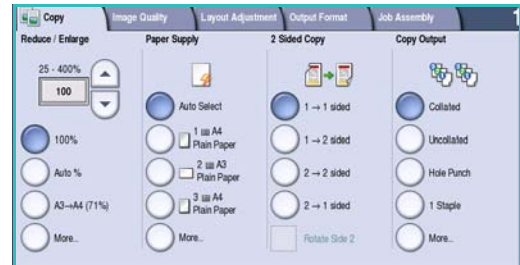 Copy
Image Quality
Layout Adjustment
Output Format
Job Assembly
1
Reduce / Enlarge
25 - 400%
100
100%
Auto %
A3→A4 (71%)
More...
Paper Supply
Auto Select
1 A4
Plain Paper
2 A3
Plain Paper
3 A4
Plain Paper
More...
2 Sided Copy
1 → 1 sided
1 → 2 sided
2 → 2 sided
2 → 1 sided
Rotate Side 2
Copy Output
Collated
Uncollated
Hole Punch
1 Staple
More...